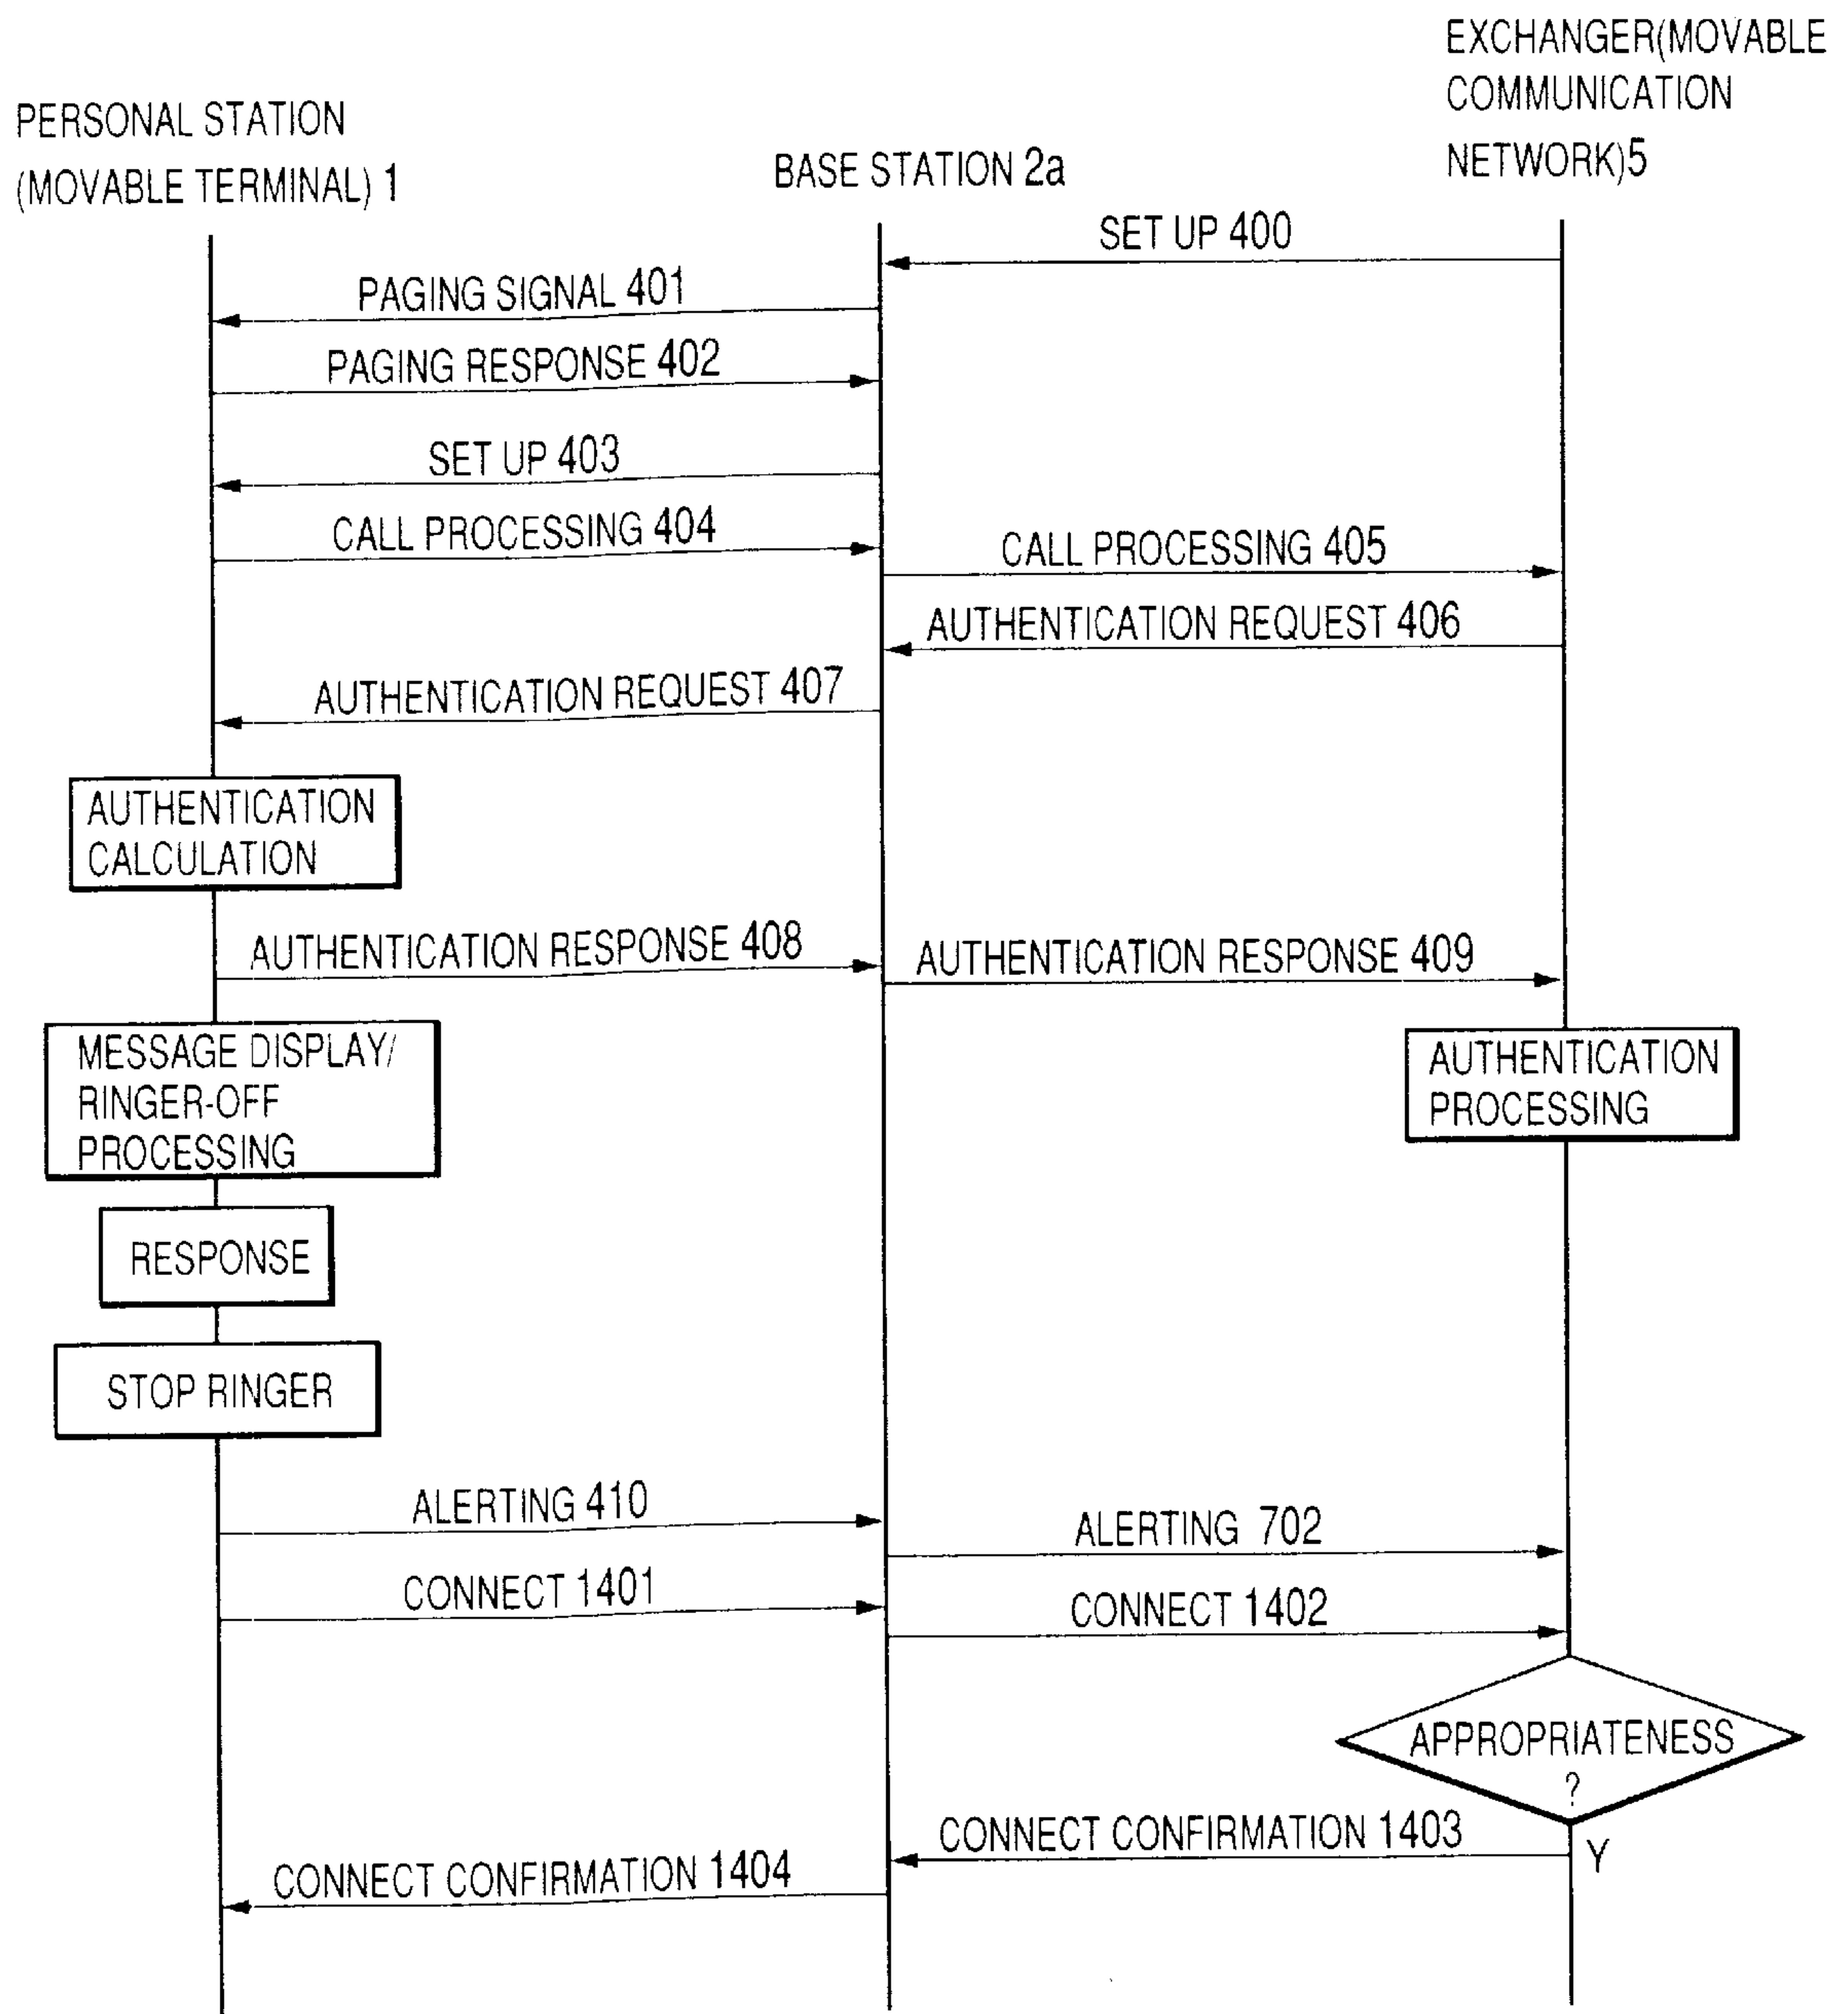 EXCHANGER(MOVABLE
COMMUNICATION
NETWORK)5
PERSONAL STATION
(MOVABLE TERMINAL) 1
BASE STATION 2a
SET UP 400
PAGING SIGNAL 401
PAGING RESPONSE 402
SET UP 403
CALL PROCESSING 404
CALL PROCESSING 405
AUTHENTICATION REQUEST 406
AUTHENTICATION REQUEST 407
AUTHENTICATION
CALCULATION
AUTHENTICATION RESPONSE 408
AUTHENTICATION RESPONSE 409
MESSAGE DISPLAY/
RINGER-OFF
PROCESSING
AUTHENTICATION
PROCESSING
RESPONSE
STOP RINGER
ALERTING 410
ALERTING 702
CONNECT 1401
CONNECT 1402
APPROPRIATENESS
?
CONNECT CONFIRMATION 1403
Y
CONNECT CONFIRMATION 1404